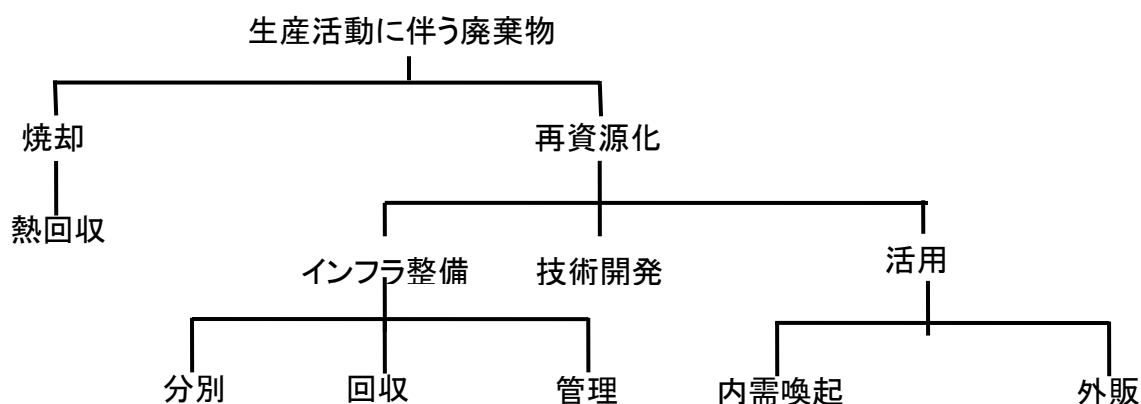 生産活動に伴う廃棄物
焼却
再資源化
熱回収
インフラ整備
技術開発
活用
分別
回収
管理
内需喚起
外販